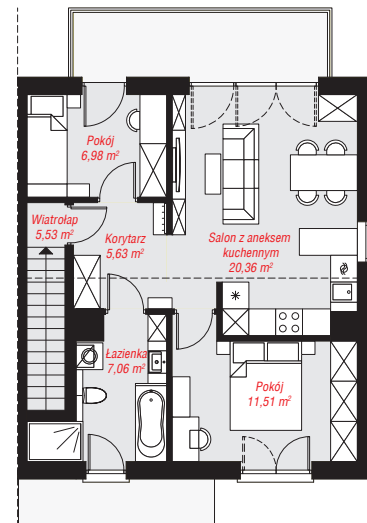 Pokój
6,98 m²
Wiatrołap
5,53 m²
Korytarz
5,63 m²
Salon z aneksem
kuchennym
20,36 m²
Łazienka
7,06 m²
Pokój
11,51 m²